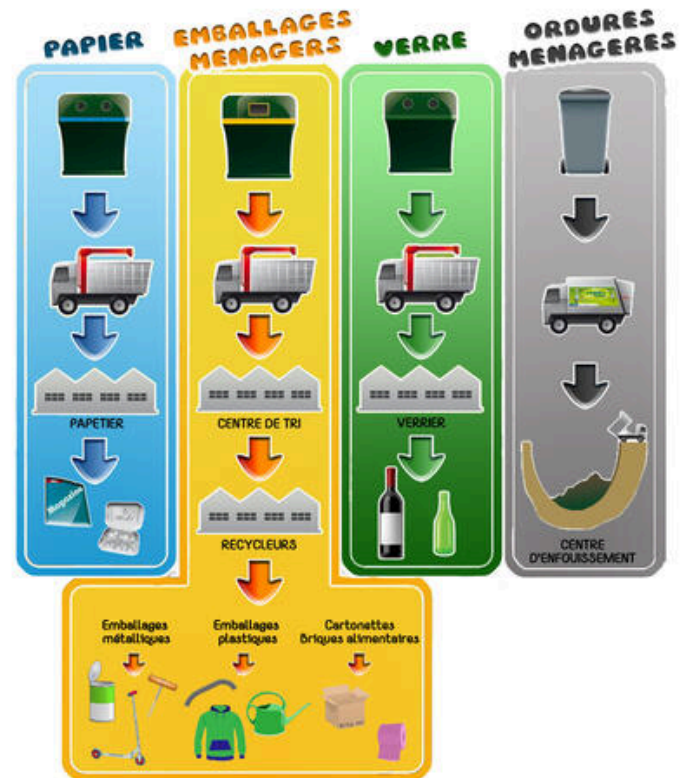 PAPIER
EMBALLAGES
MENAGERS
VERRE
ORDURES
MENAGERES
PAPETIER
CENTRE DE TRI
VERRIER
Magazine
RECYCLEURS
CENTRE
D'ENFOUISSEMENT
Emballages
métalliques
Emballages
plastiques
Cartonettes
Briques alimentaires